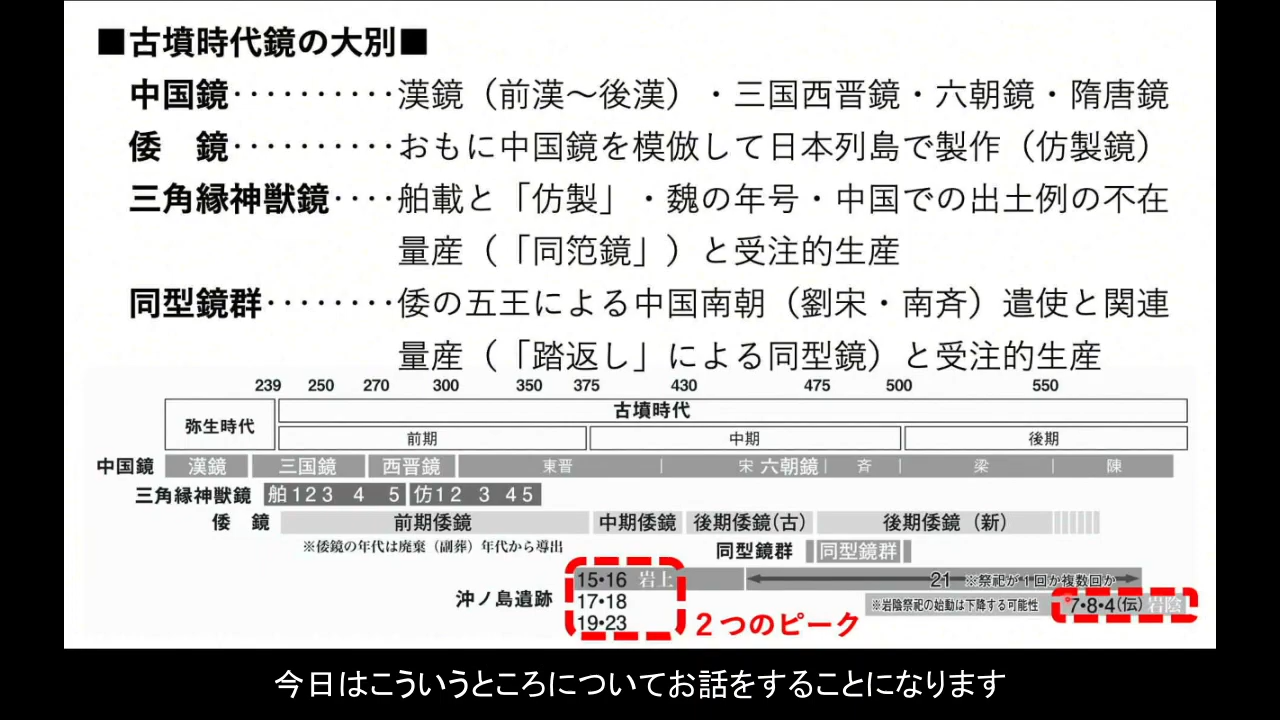 ■古墳時代鏡の大別■
中国鏡‥‥‥‥‥漢鏡（前漢～後漢）・三国西晋鏡・六朝鏡・隋唐鏡
倭　鏡‥‥‥‥‥おもに中国鏡を模倣して日本列島で製作（仿製鏡）
三角縁神獣鏡‥‥舶載と「仿製」・魏の年号・中国での出土例の不在
量産（「同笵鏡」）と受注的生産
同型鏡群‥‥‥‥倭の五王による中国南朝（劉宋・南斉）遣使と関連
量産（「踏返し」による同型鏡）と受注的生産
239 250 270 300 350 375 430 475 500 550
弥生時代 古墳時代
前期 中期 後期
中国鏡 漢鏡 三国鏡 西晋鏡 東晋 宋 六朝鏡 斉 梁 陳
三角縁神獣鏡 舶1 2 3 4 5 仿1 2 3 4 5
倭　鏡 前期倭鏡 中期倭鏡 後期倭鏡(古) 後期倭鏡（新）
※倭鏡の年代は廃棄（副葬）年代から導出 同型鏡群 同型鏡群
15•16 岩上 21 ※祭祀が1回か複数回か
沖ノ島遺跡 17•18 ※岩陰祭祀の始動は下降する可能性 7•8•4(伝) 岩陰
19•23 2つのピーク
今日はこういうところについてお話をすることになります